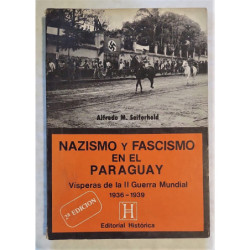 Alfredo M. Seiferheld
NAZISMO Y FASCISMO
EN EL
PARAGUAY
Vísperas de la II Guerra Mundial
1936 - 1939
2ª EDICION
H
Editorial Histórica